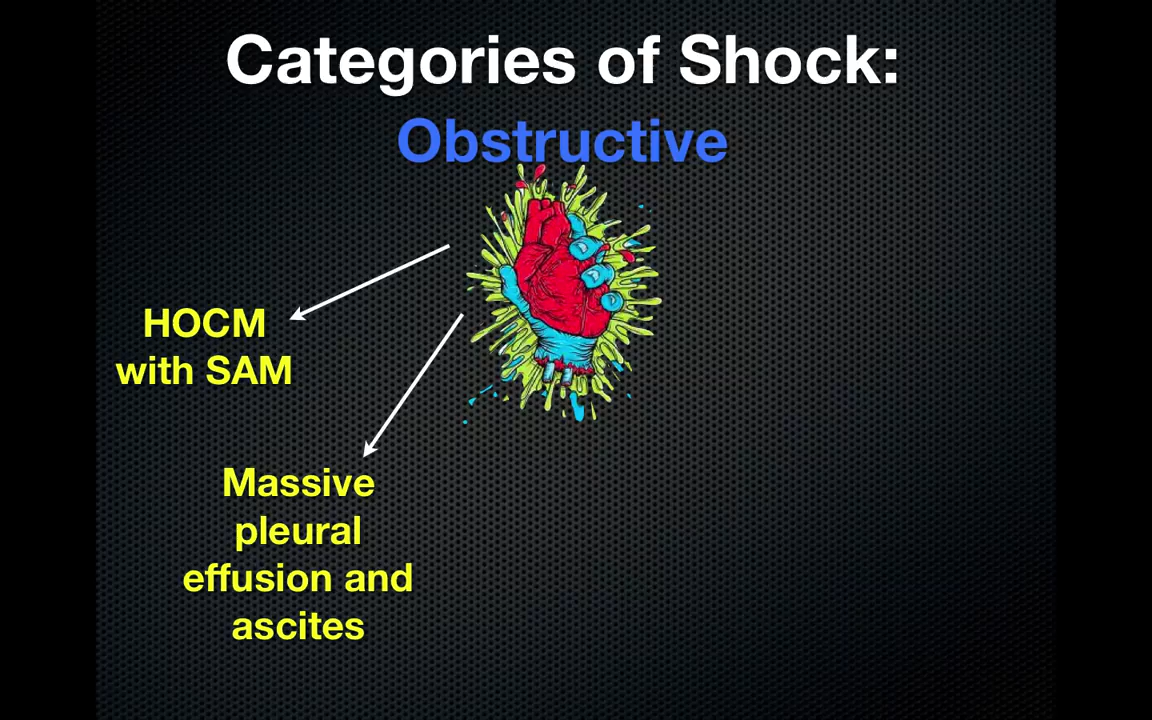 Categories of Shock:
Obstructive
HOCM
with SAM
Massive
pleural
effusion and
ascites